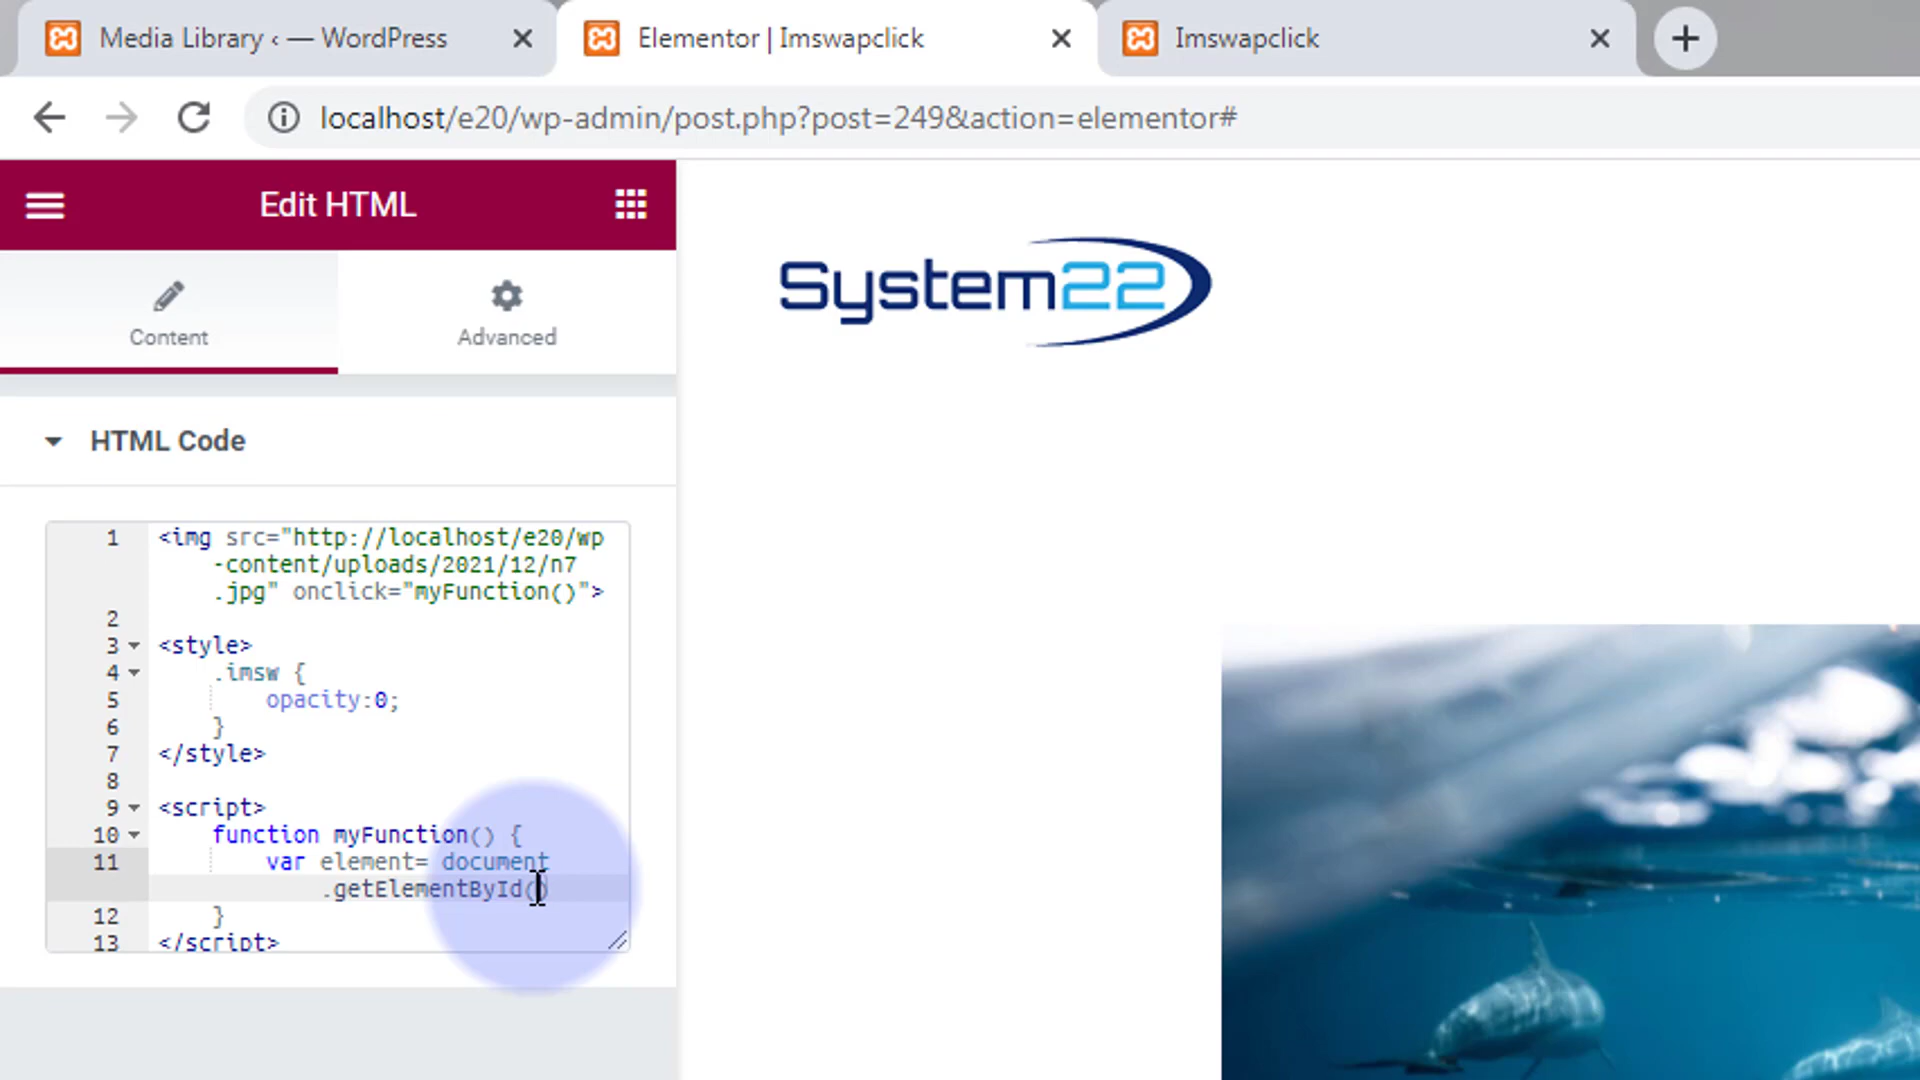 Media Library ‹ — WordPress
Elementor | Imswapclick
Imswapclick
localhost/e20/wp-admin/post.php?post=249&action=elementor#
Edit HTML
System22
Content
Advanced
HTML Code
1 <img src="http://localhost/e20/wp
-content/uploads/2021/12/n7
.jpg" onclick="myFunction()">
2
3 <style>
4 .imsw {
5 opacity:0;
6 }
7 </style>
8
9 <script>
10 function myFunction() {
11 var element= document
.getElementById()
12 }
13 </script>